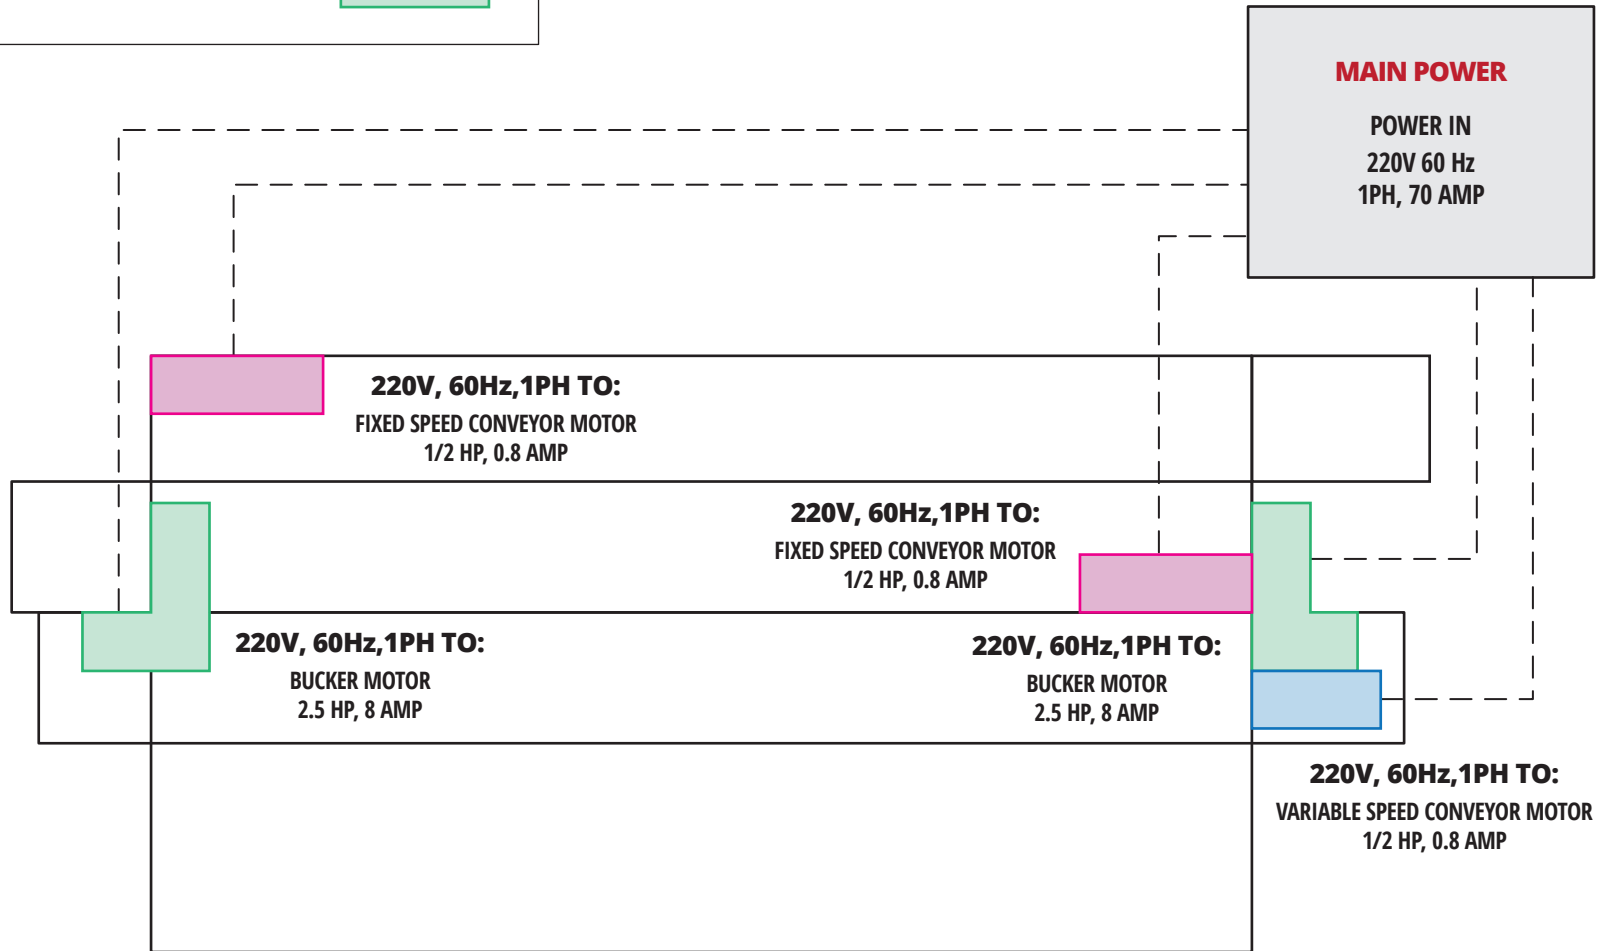 MAIN POWER
POWER IN
220V 60 Hz
1PH, 70 AMP
220V, 60Hz,1PH TO:
FIXED SPEED CONVEYOR MOTOR
1/2 HP, 0.8 AMP
220V, 60Hz,1PH TO:
FIXED SPEED CONVEYOR MOTOR
1/2 HP, 0.8 AMP
220V, 60Hz,1PH TO:
BUCKER MOTOR
2.5 HP, 8 AMP
220V, 60Hz,1PH TO:
BUCKER MOTOR
2.5 HP, 8 AMP
220V, 60Hz,1PH TO:
VARIABLE SPEED CONVEYOR MOTOR
1/2 HP, 0.8 AMP